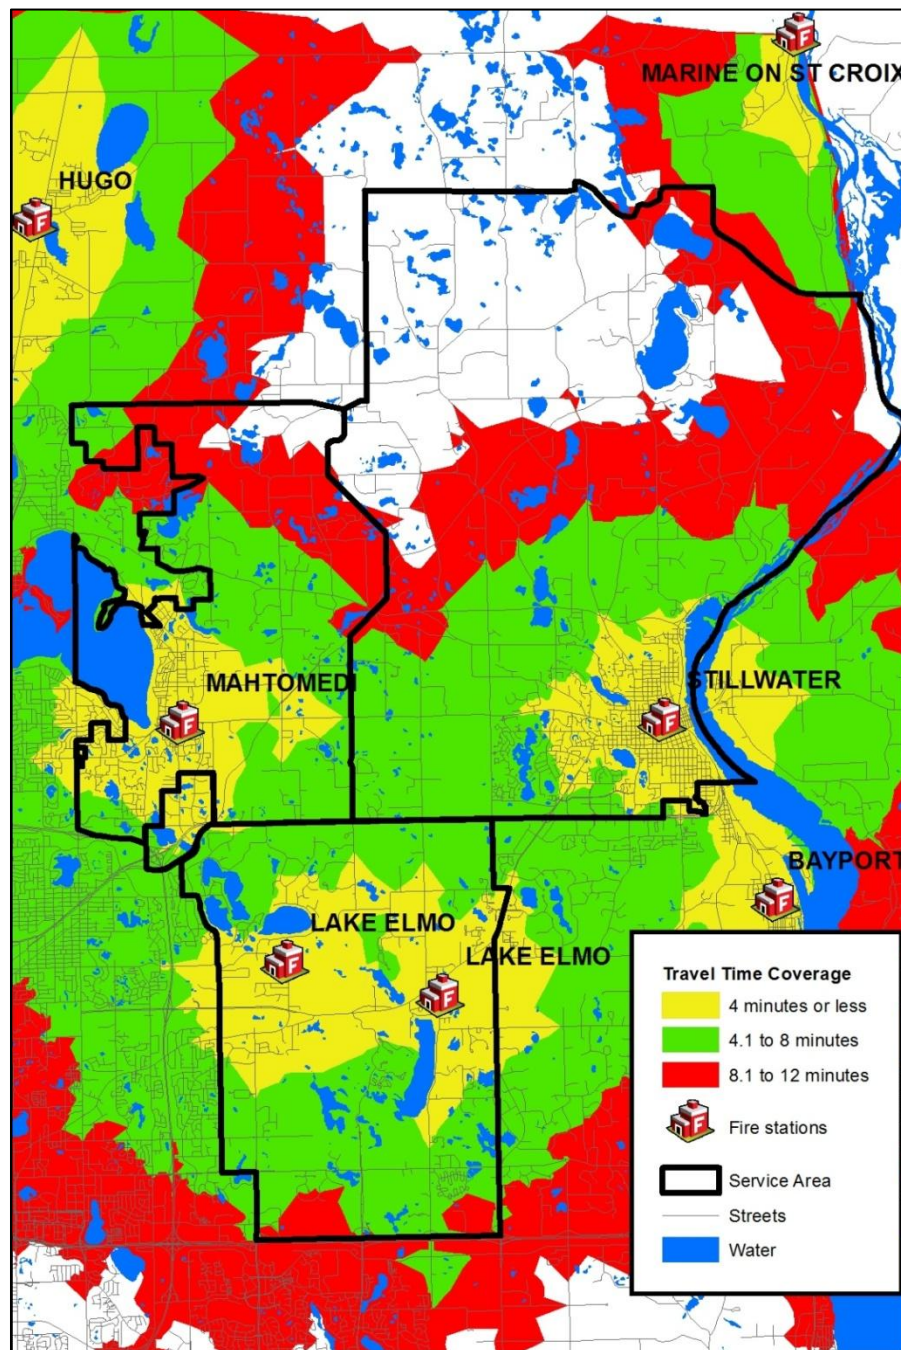 MARINE ON ST CROIX
HUGO
MAHTOMEDI
STILLWATER
BAYPORT
LAKE ELMO
LAKE ELMO
Travel Time Coverage
4 minutes or less
4.1 to 8 minutes
8.1 to 12 minutes
Fire stations
Service Area
Streets
Water